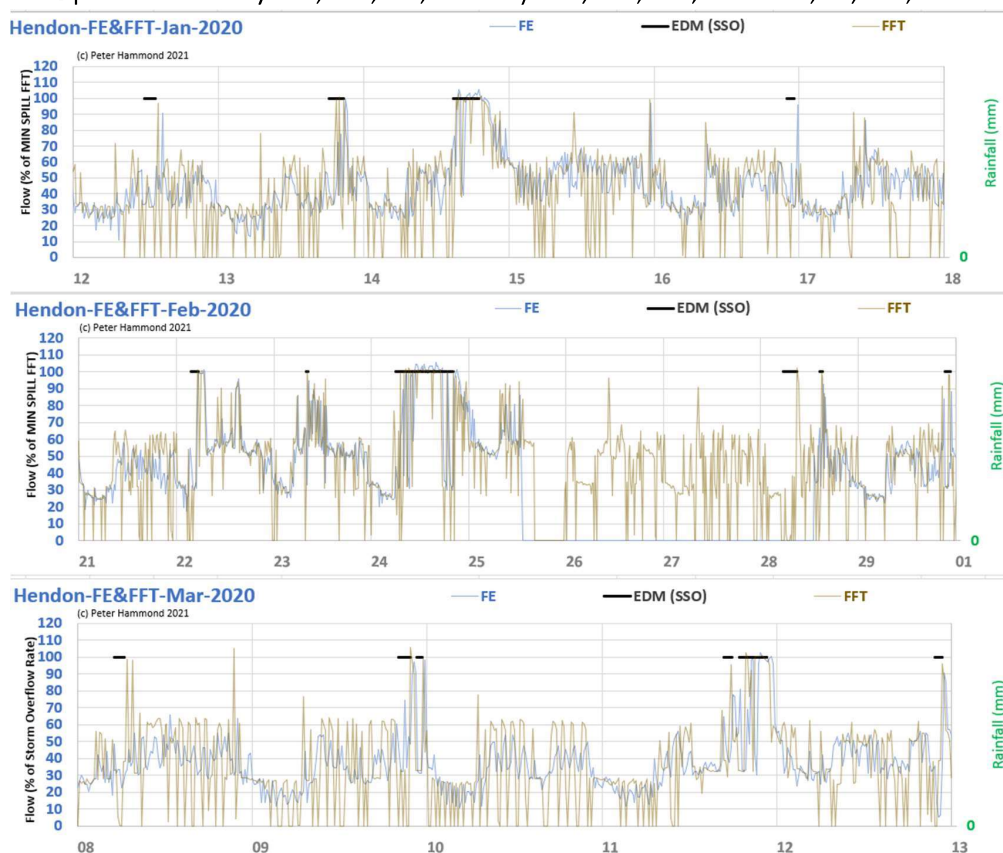 Hendon-FE&FFT-Jan-2020
FE EDM (SSO) FFT
(c) Peter Hammond 2021
120
110
100
90
80
70
60
50
40
30
20
10
0
Flow (% of MIN SPILL FFT)
Rainfall (mm)
0
12 13 14 15 16 17 18
Hendon-FE&FFT-Feb-2020
FE EDM (SSO) FFT
(c) Peter Hammond 2021
120
110
100
90
80
70
60
50
40
30
20
10
0
Flow (% of MIN SPILL FFT)
Rainfall (mm)
0
21 22 23 24 25 26 27 28 29 01
Hendon-FE&FFT-Mar-2020
FE EDM (SSO) FFT
(c) Peter Hammond 2021
120
110
100
90
80
70
60
50
40
30
20
10
0
Flow (% of Storm Overflow Rate)
Rainfall (mm)
0
08 09 10 11 12 13